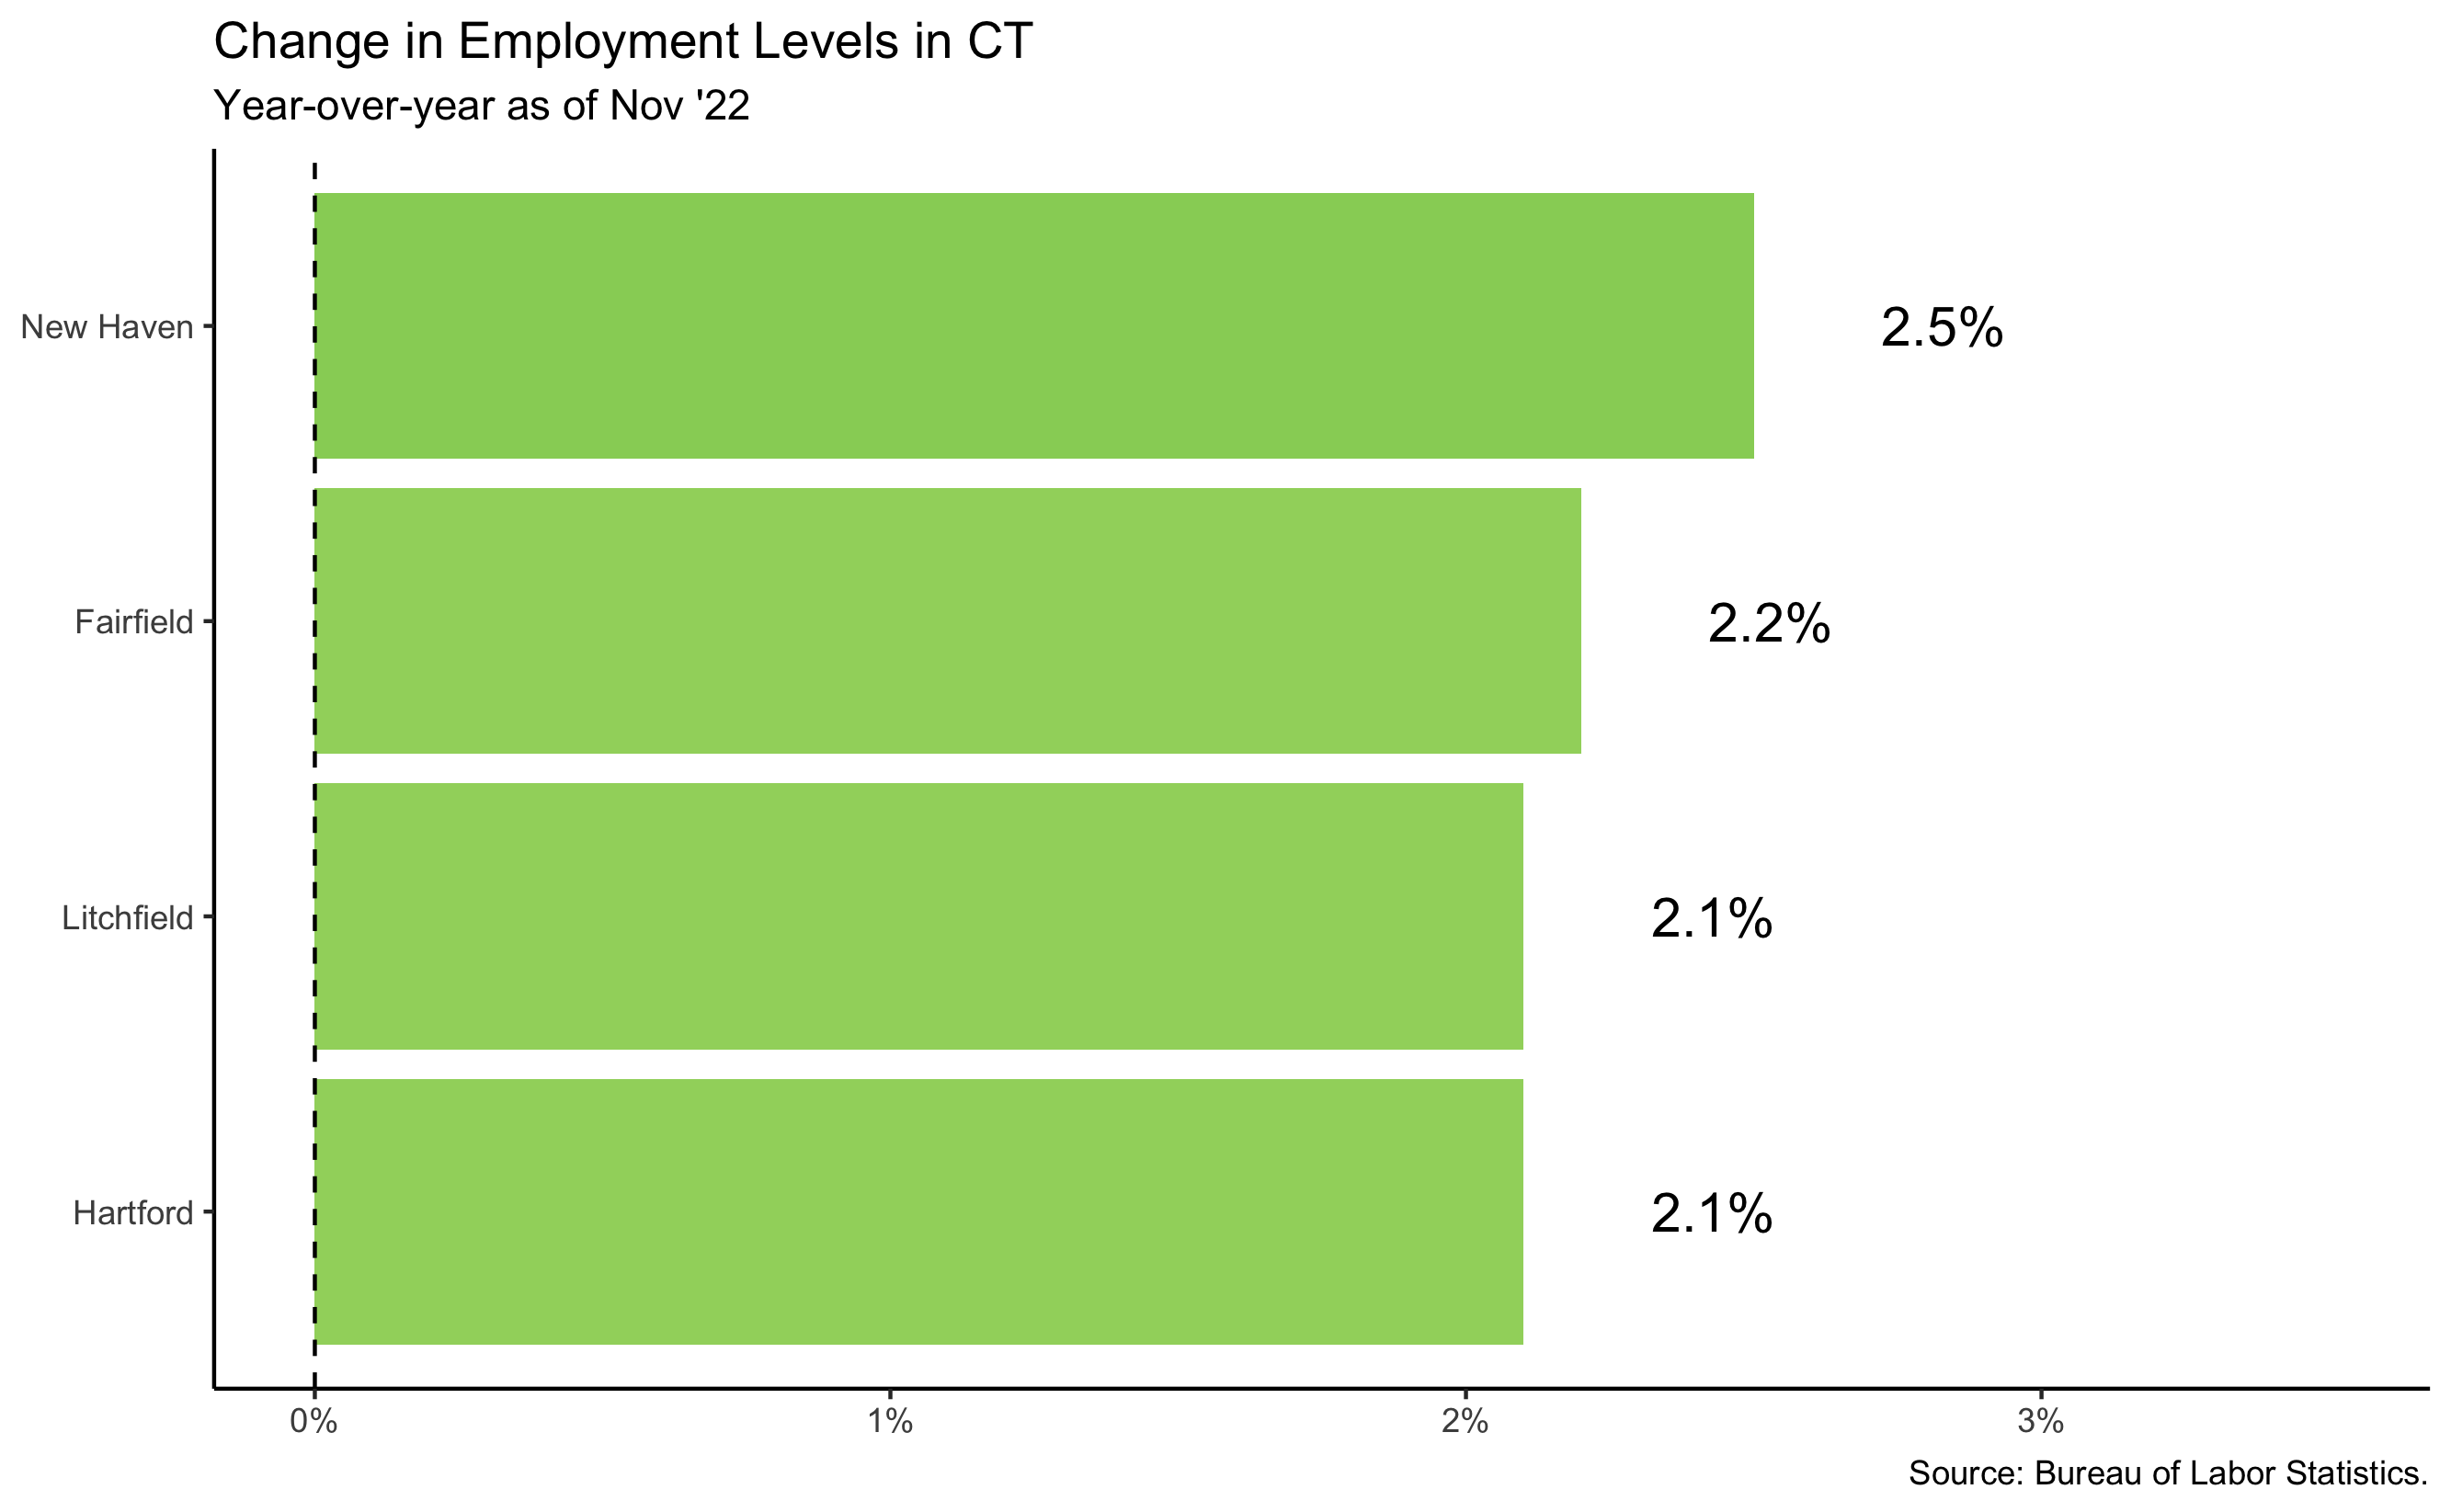 Change in Employment Levels in CT
Year-over-year as of Nov '22
New Haven
2.5%
Fairfield
2.2%
Litchfield
2.1%
Hartford
2.1%
0%
1%
2%
3%
Source: Bureau of Labor Statistics.